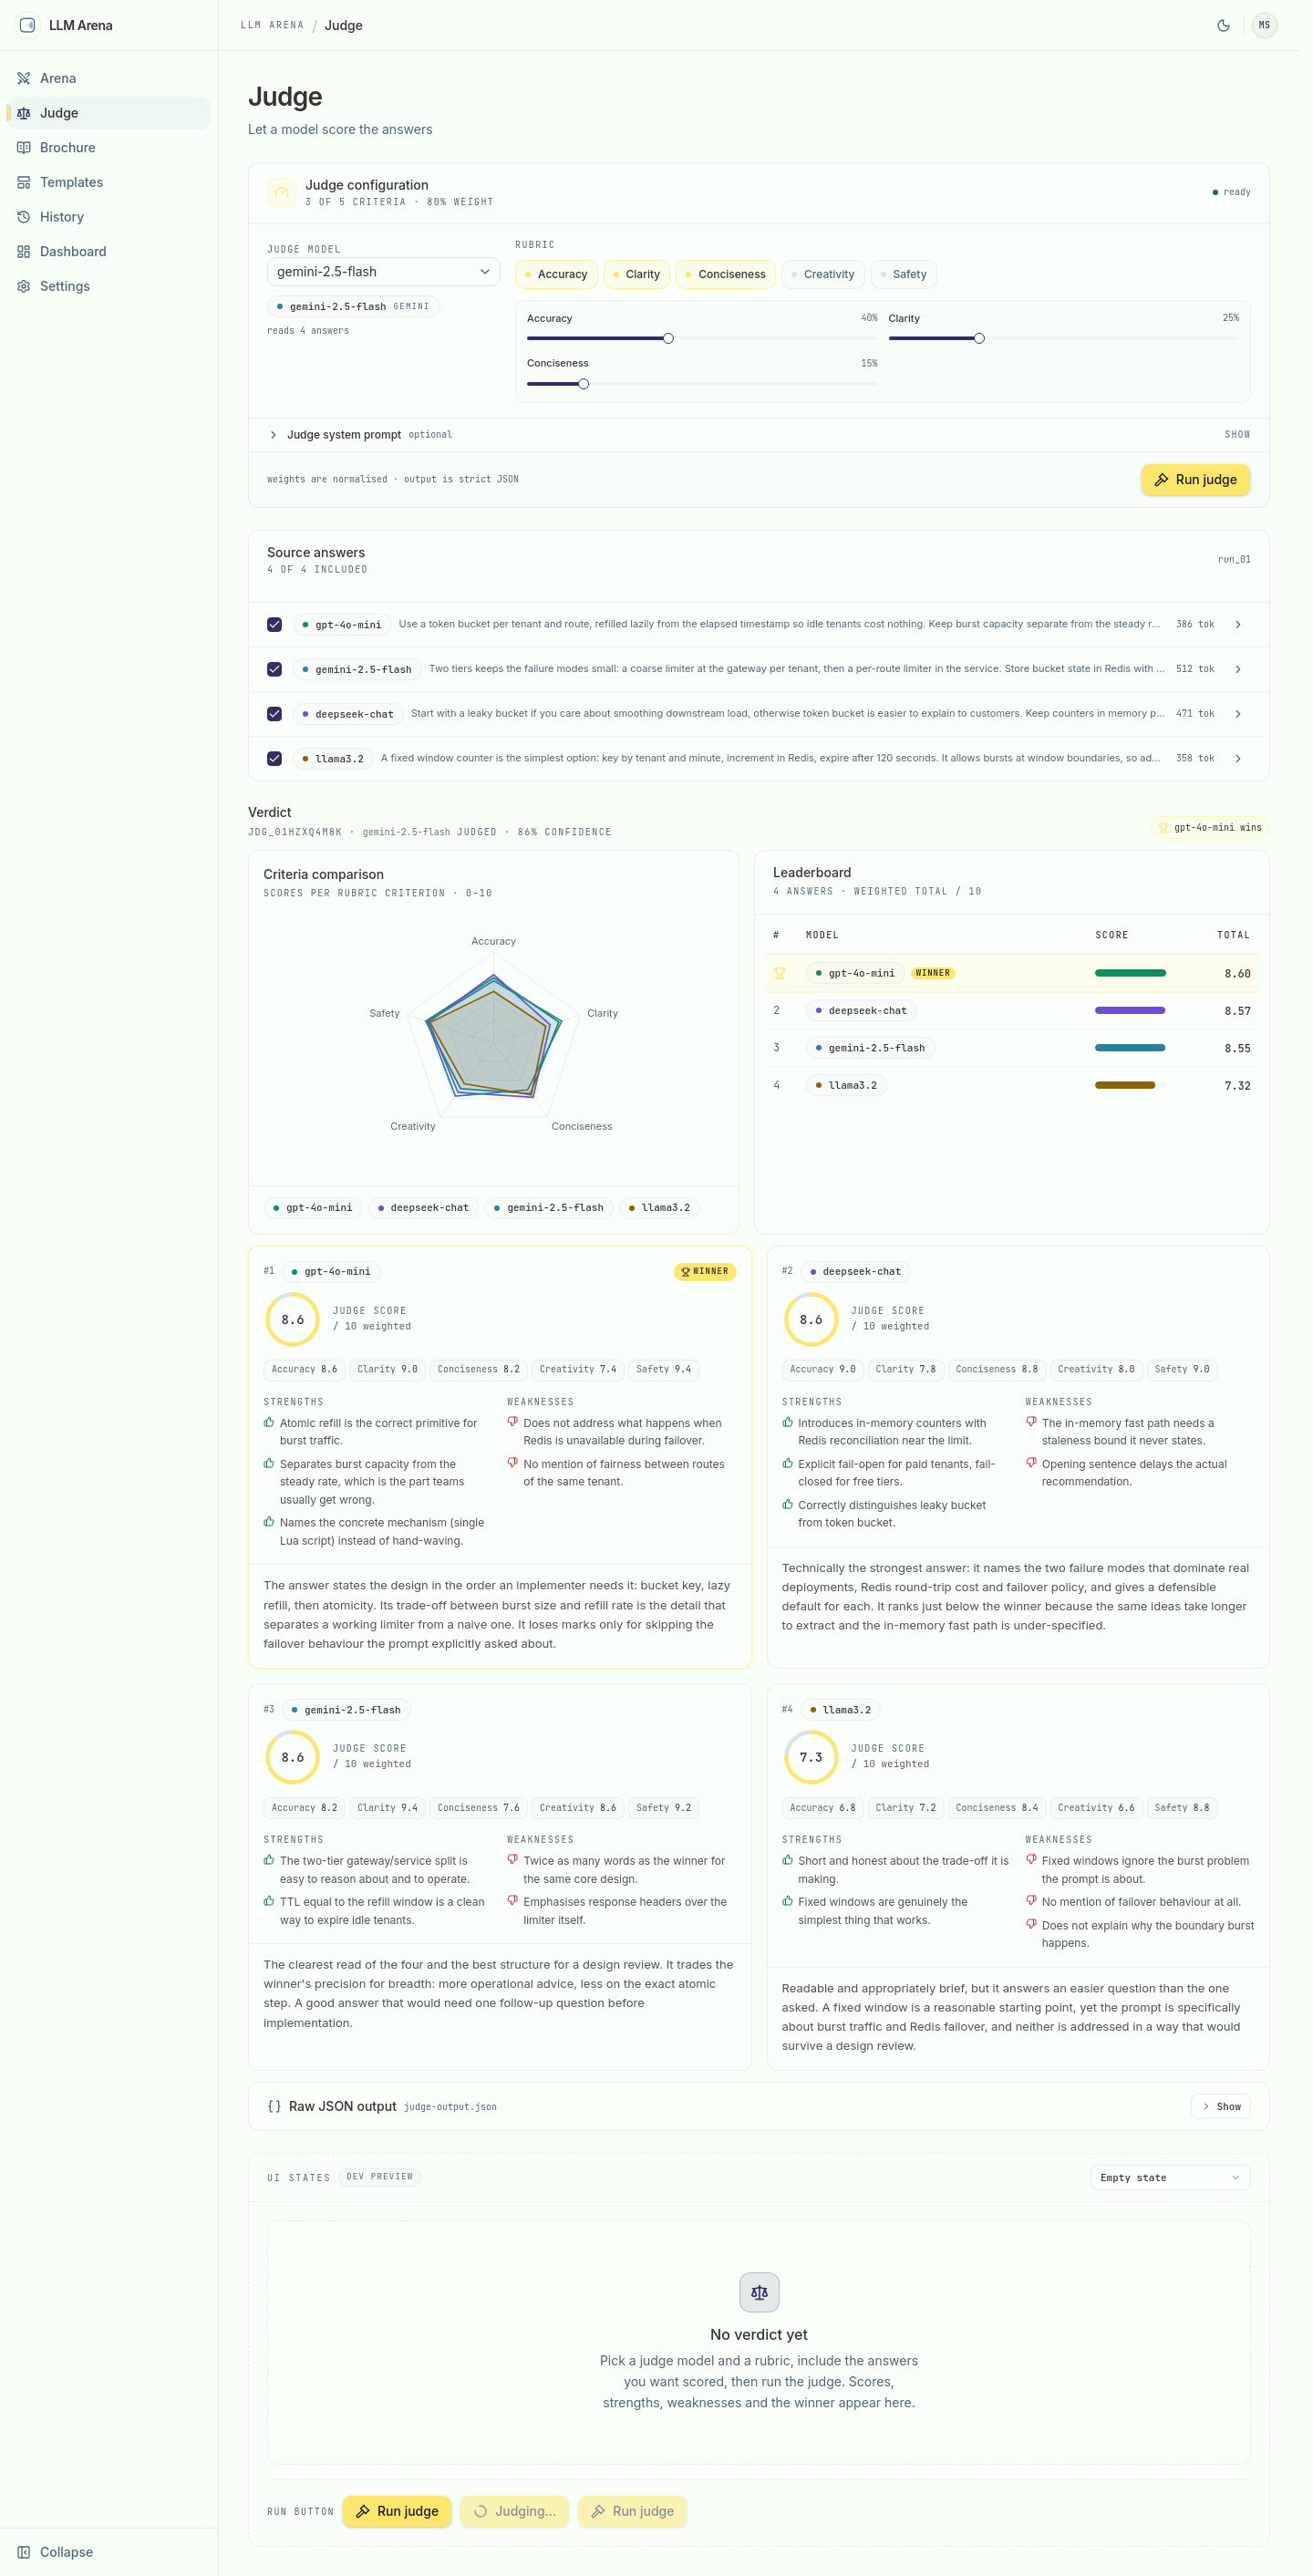 LLM Arena
LLM ARENA / Judge
MS
Arena
Judge
Brochure
Templates
History
Dashboard
Settings
Collapse
Judge
Let a model score the answers
Judge configuration
3 OF 5 CRITERIA · 80% WEIGHT
ready
JUDGE MODEL
gemini-2.5-flash
gemini-2.5-flash GEMINI
reads 4 answers
RUBRIC
Accuracy Clarity Conciseness Creativity Safety
Accuracy 40% Clarity 25%
Conciseness 15%
Judge system prompt optional SHOW
weights are normalised · output is strict JSON
Run judge
Source answers
4 OF 4 INCLUDED
run_01
gpt-4o-mini Use a token bucket per tenant and route, refilled lazily from the elapsed timestamp so idle tenants cost nothing. Keep burst capacity separate from the steady r... 386 tok
gemini-2.5-flash Two tiers keeps the failure modes small: a coarse limiter at the gateway per tenant, then a per-route limiter in the service. Store bucket state in Redis with ... 512 tok
deepseek-chat Start with a leaky bucket if you care about smoothing downstream load, otherwise token bucket is easier to explain to customers. Keep counters in memory p... 471 tok
llama3.2 A fixed window counter is the simplest option: key by tenant and minute, increment in Redis, expire after 120 seconds. It allows bursts at window boundaries, so ad... 358 tok
Verdict
JDG_01HZXQ4M8K · gemini-2.5-flash JUDGED · 86% CONFIDENCE
gpt-4o-mini wins
Criteria comparison
SCORES PER RUBRIC CRITERION · 0–10
Accuracy
Safety
Clarity
Creativity
Conciseness
gpt-4o-mini deepseek-chat gemini-2.5-flash llama3.2
Leaderboard
4 ANSWERS · WEIGHTED TOTAL / 10
# MODEL SCORE TOTAL
gpt-4o-mini WINNER 8.60
2 deepseek-chat 8.57
3 gemini-2.5-flash 8.55
4 llama3.2 7.32
#1 gpt-4o-mini WINNER
8.6
JUDGE SCORE
/ 10 weighted
Accuracy 8.6 Clarity 9.0 Conciseness 8.2 Creativity 7.4 Safety 9.4
STRENGTHS
Atomic refill is the correct primitive for
burst traffic.
Separates burst capacity from the
steady rate, which is the part teams
usually get wrong.
Names the concrete mechanism (single
Lua script) instead of hand-waving.
WEAKNESSES
Does not address what happens when
Redis is unavailable during failover.
No mention of fairness between routes
of the same tenant.
The answer states the design in the order an implementer needs it: bucket key, lazy
refill, then atomicity. Its trade-off between burst size and refill rate is the detail that
separates a working limiter from a naive one. It loses marks only for skipping the
failover behaviour the prompt explicitly asked about.
#2 deepseek-chat
8.6
JUDGE SCORE
/ 10 weighted
Accuracy 9.0 Clarity 7.8 Conciseness 8.8 Creativity 8.0 Safety 9.0
STRENGTHS
Introduces in-memory counters with
Redis reconciliation near the limit.
Explicit fail-open for paid tenants, fail-
closed for free tiers.
Correctly distinguishes leaky bucket
from token bucket.
WEAKNESSES
The in-memory fast path needs a
staleness bound it never states.
Opening sentence delays the actual
recommendation.
Technically the strongest answer: it names the two failure modes that dominate real
deployments, Redis round-trip cost and failover policy, and gives a defensible
default for each. It ranks just below the winner because the same ideas take longer
to extract and the in-memory fast path is under-specified.
#3 gemini-2.5-flash
8.6
JUDGE SCORE
/ 10 weighted
Accuracy 8.2 Clarity 9.4 Conciseness 7.6 Creativity 8.6 Safety 9.2
STRENGTHS
The two-tier gateway/service split is
easy to reason about and to operate.
TTL equal to the refill window is a clean
way to expire idle tenants.
WEAKNESSES
Twice as many words as the winner for
the same core design.
Emphasises response headers over the
limiter itself.
The clearest read of the four and the best structure for a design review. It trades the
winner's precision for breadth: more operational advice, less on the exact atomic
step. A good answer that would need one follow-up question before
implementation.
#4 llama3.2
7.3
JUDGE SCORE
/ 10 weighted
Accuracy 6.8 Clarity 7.2 Conciseness 8.4 Creativity 6.6 Safety 8.8
STRENGTHS
Short and honest about the trade-off it is
making.
Fixed windows are genuinely the
simplest thing that works.
WEAKNESSES
Fixed windows ignore the burst problem
the prompt is about.
No mention of failover behaviour at all.
Does not explain why the boundary burst
happens.
Readable and appropriately brief, but it answers an easier question than the one
asked. A fixed window is a reasonable starting point, yet the prompt is specifically
about burst traffic and Redis failover, and neither is addressed in a way that would
survive a design review.
{} Raw JSON output judge-output.json Show
UI STATES DEV PREVIEW Empty state
No verdict yet
Pick a judge model and a rubric, include the answers
you want scored, then run the judge. Scores,
strengths, weaknesses and the winner appear here.
RUN BUTTON Run judge Judging... Run judge